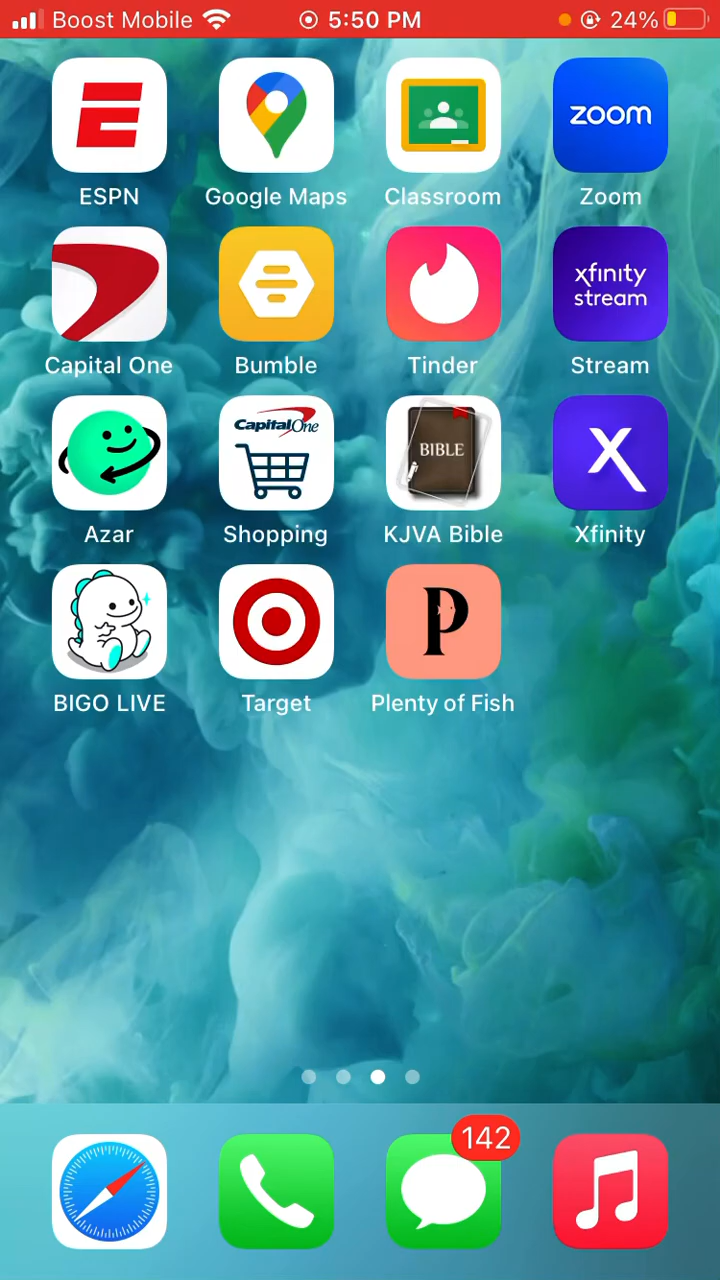 Boost Mobile 5:50 PM 24%
ESPN Google Maps Classroom Zoom
zoom
Capital One Bumble Tinder Stream
xfinity
stream
Azar Shopping KJVA Bible Xfinity
Capital One
BIBLE
X
BIGO LIVE Target Plenty of Fish
P
142